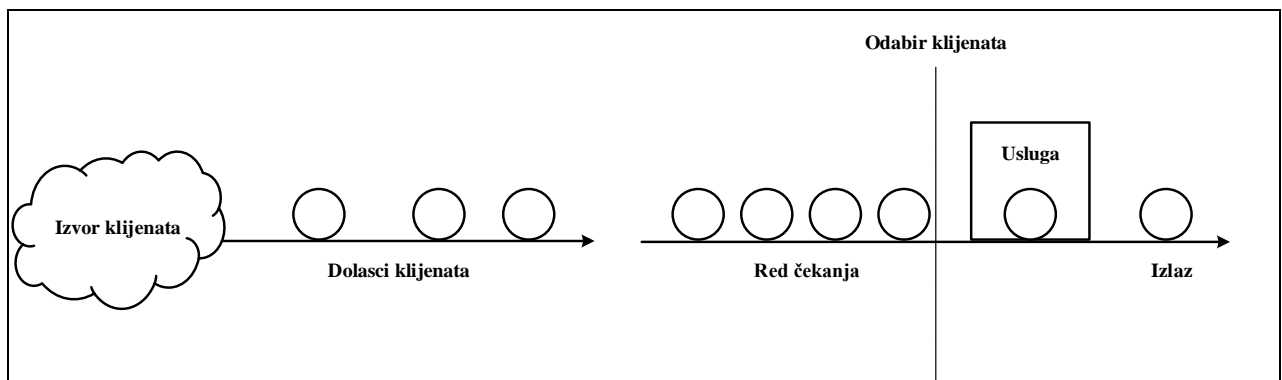 Odabir klijenata
Usluga
Izvor klijenata
Dolasci klijenata
Red čekanja
Izlaz